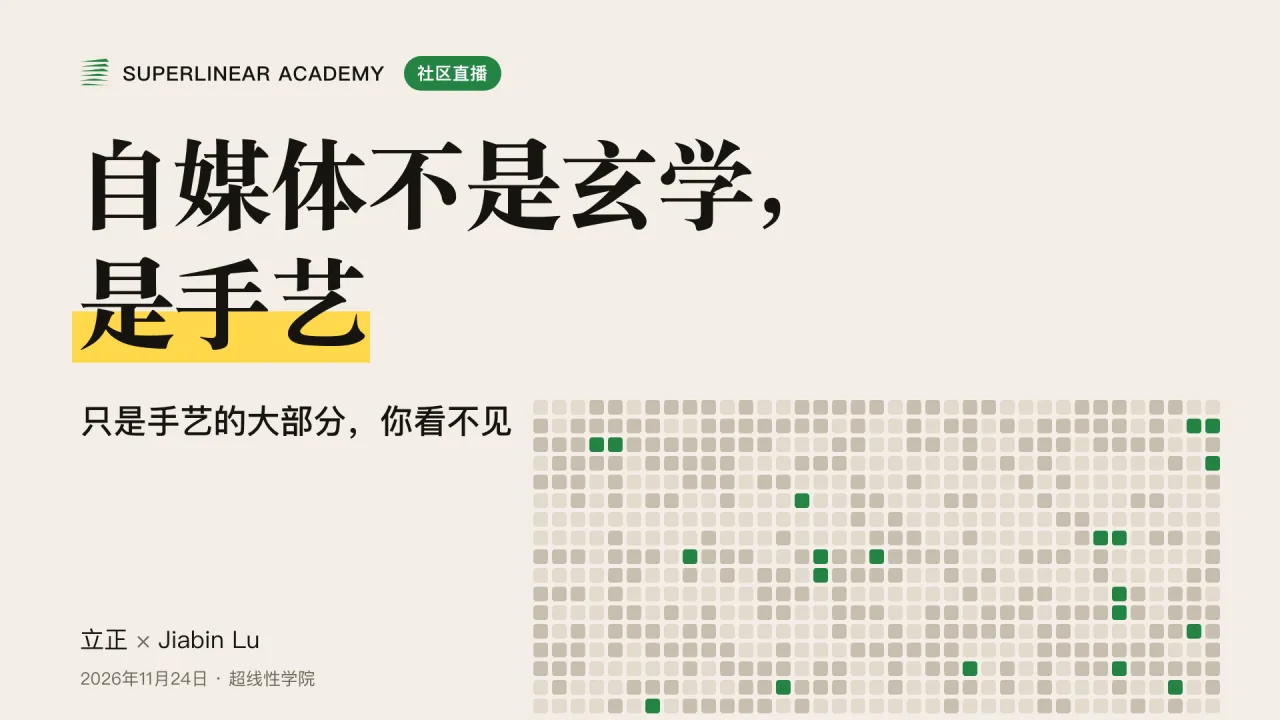 SUPERLINEAR ACADEMY 社区直播
自媒体不是玄学，
是手艺
只是手艺的大部分，你看不见
立正 × Jiabin Lu
2026年11月24日 · 超线性学院